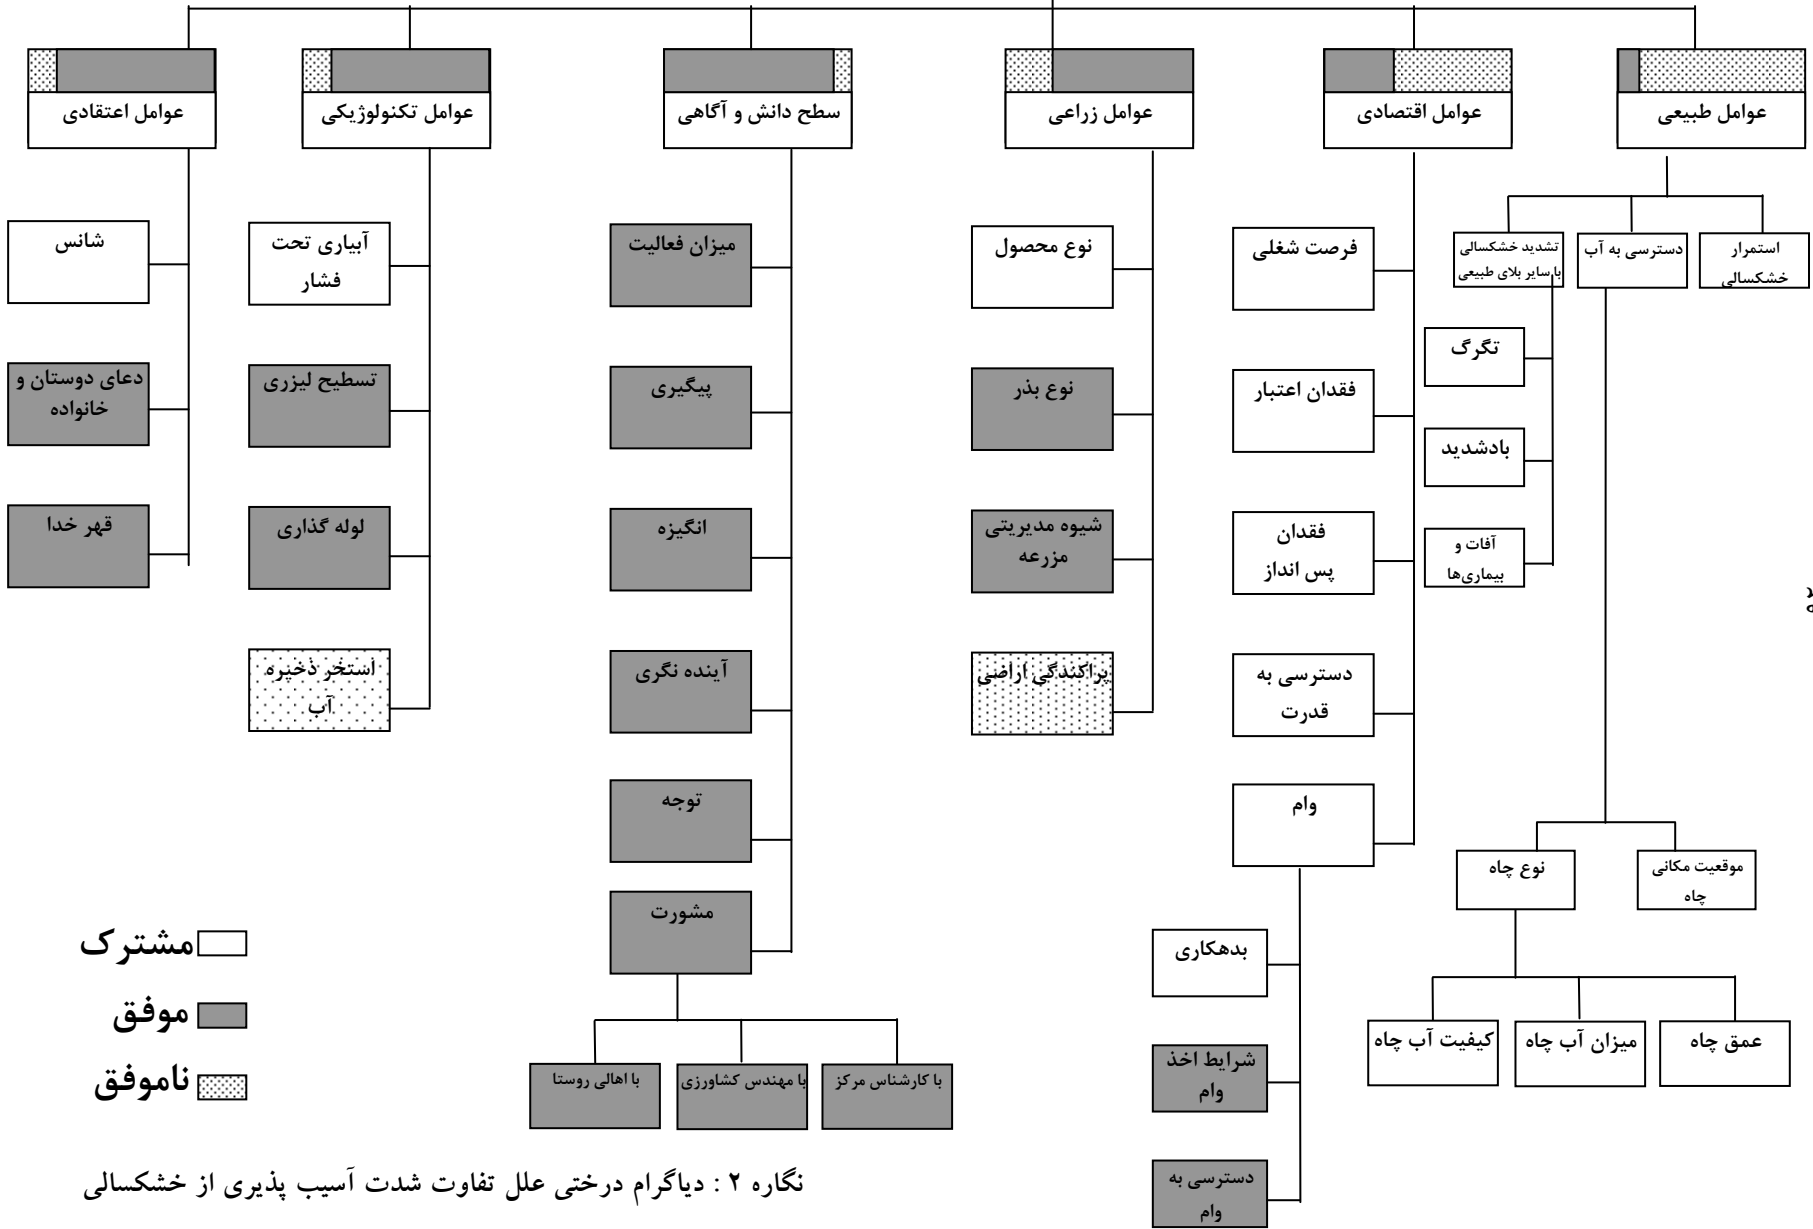 عوامل طبیعی
عوامل اقتصادی
عوامل زراعی
سطح دانش و آگاهی
عوامل تکنولوژیکی
عوامل اعتقادی
استمرار
خشکسالی
دسترسی به آب
تشدید خشکسالی
با سایر بلای طبیعی
تگرگ
بادشدید
آفات و
بیماری‌ها
موقعیت مکانی
چاه
نوع چاه
عمق چاه
میزان آب چاه
کیفیت آب چاه
فرصت شغلی
فقدان اعتبار
فقدان
پس انداز
دسترسی به
قدرت
وام
بدهکاری
شرایط اخذ
وام
دسترسی به
وام
نوع محصول
نوع بذر
شیوه مدیریتی
مزرعه
پراکندگی اراضی
میزان فعالیت
پیگیری
انگیزه
آینده نگری
توجه
مشورت
با کارشناس مرکز
با مهندس کشاورزی
با اهالی روستا
آبیاری تحت
فشار
تسطیح لیزری
لوله گذاری
استخر ذخیره
آب
شانس
دعای دوستان و
خانواده
قهر خدا
مشترک
موفق
ناموفق
نگاره ۲ : دیاگرام درختی علل تفاوت شدت آسیب پذیری از خشکسالی